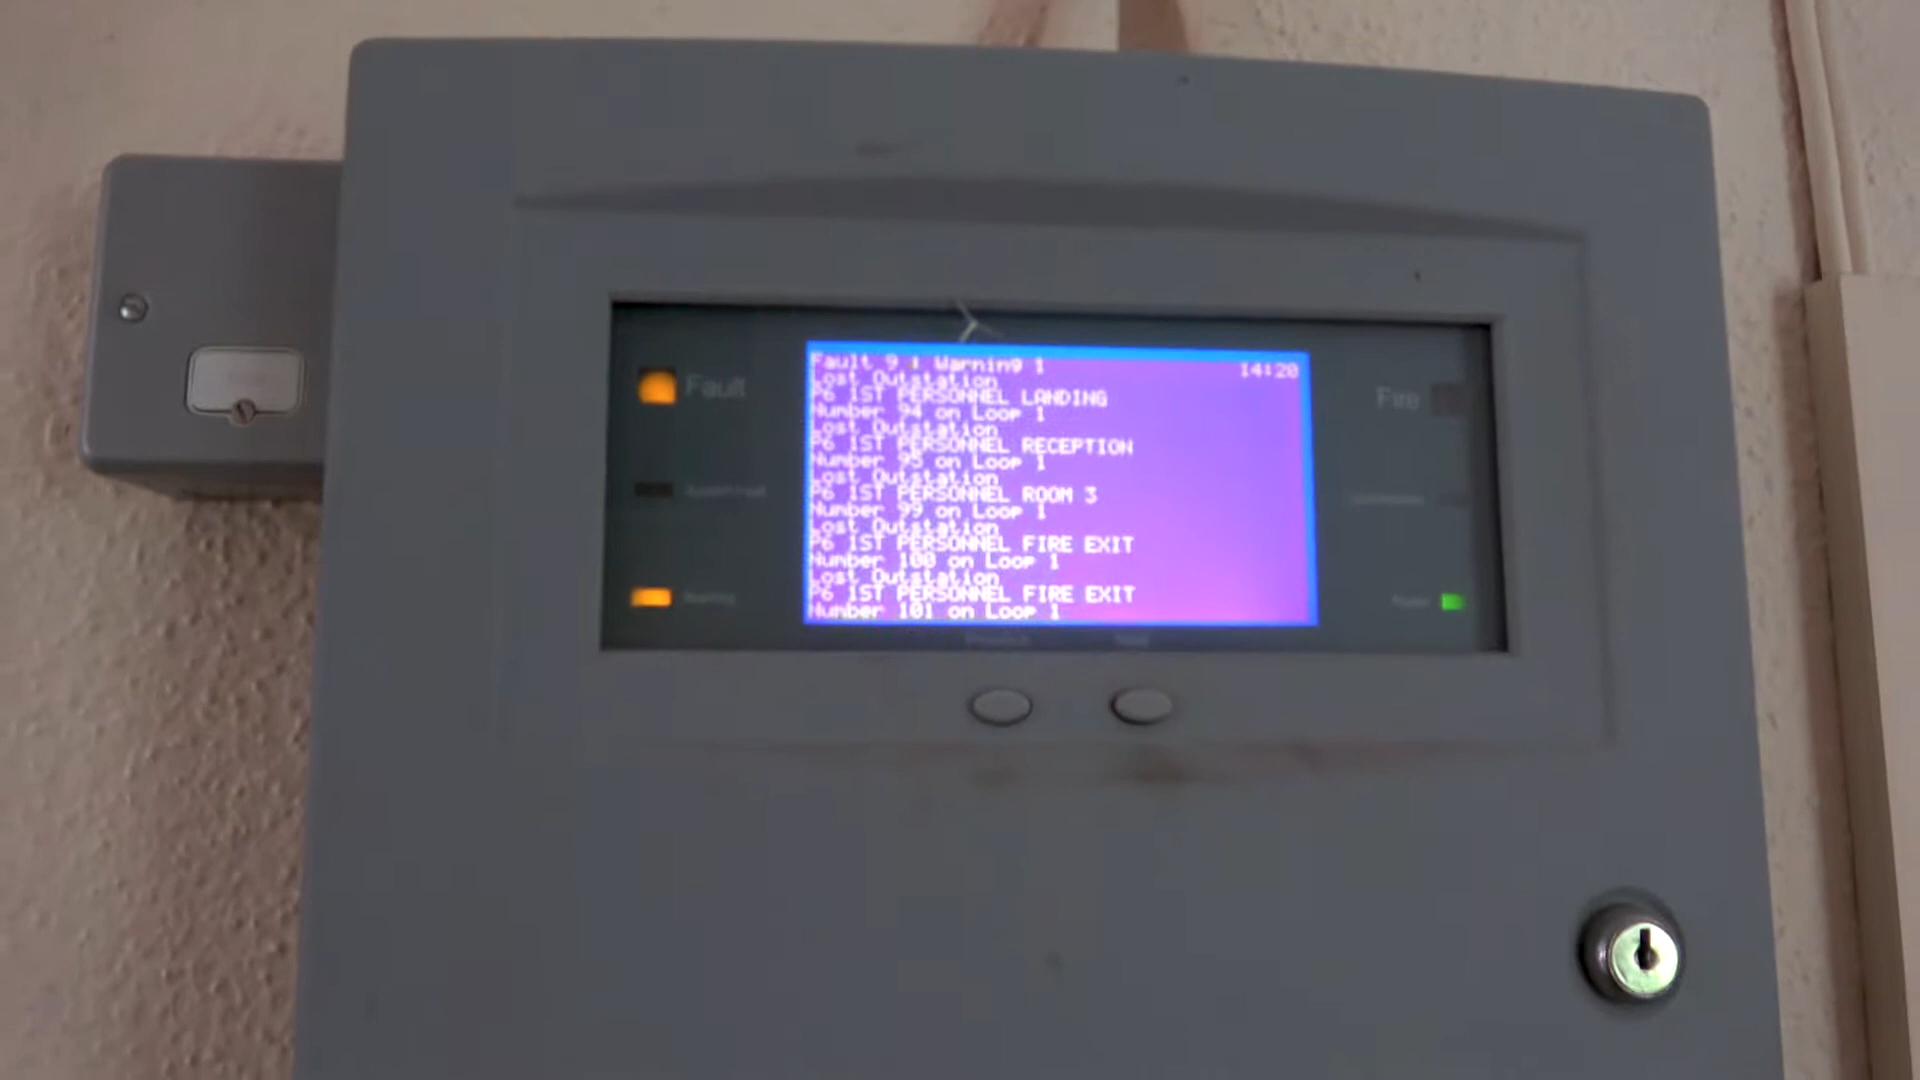 Fault 9 : Warning 1 14:20
Lost Outstation
P6 1ST PERSONNEL LANDING
Number 94 on Loop 1
Lost Outstation
P6 1ST PERSONNEL RECEPTION
Number 95 on Loop 1
Lost Outstation
P6 1ST PERSONNEL ROOM 3
Number 99 on Loop 1
Lost Outstation
P6 1ST PERSONNEL FIRE EXIT
Number 100 on Loop 1
Lost Outstation
P6 1ST PERSONNEL FIRE EXIT
Number 101 on Loop 1
Fault
Fire